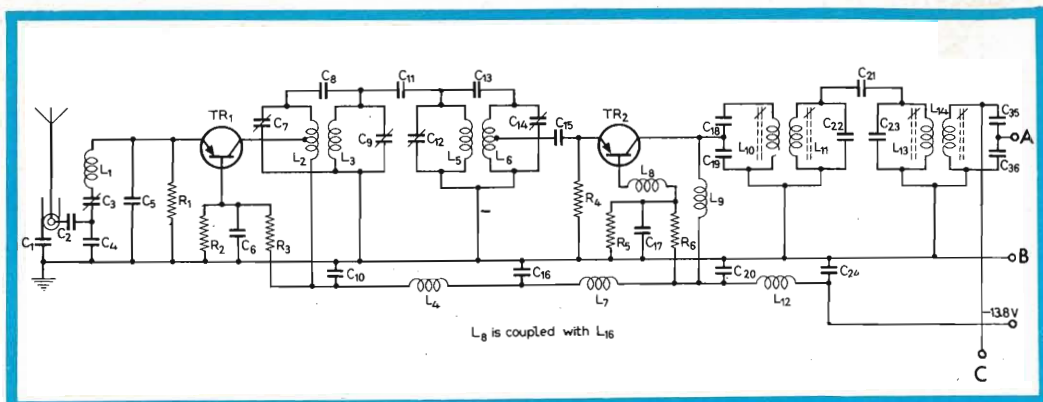 C8 C11 C13 C21
TR1 TR2
C7 L2 L3 C9 C12 L5 L6 C14 C15 C18 L10 L11 C22 C23 L13 L14 C35
A
C19 C36
L1 C3 C5 R1 R4 L8 L9
C1 C2 C4 R2 C6 R3 R5 C17 R6
B
C10 C16 C20 C24
L4 L7 L12
-13.8V
L8 is coupled with L16
C